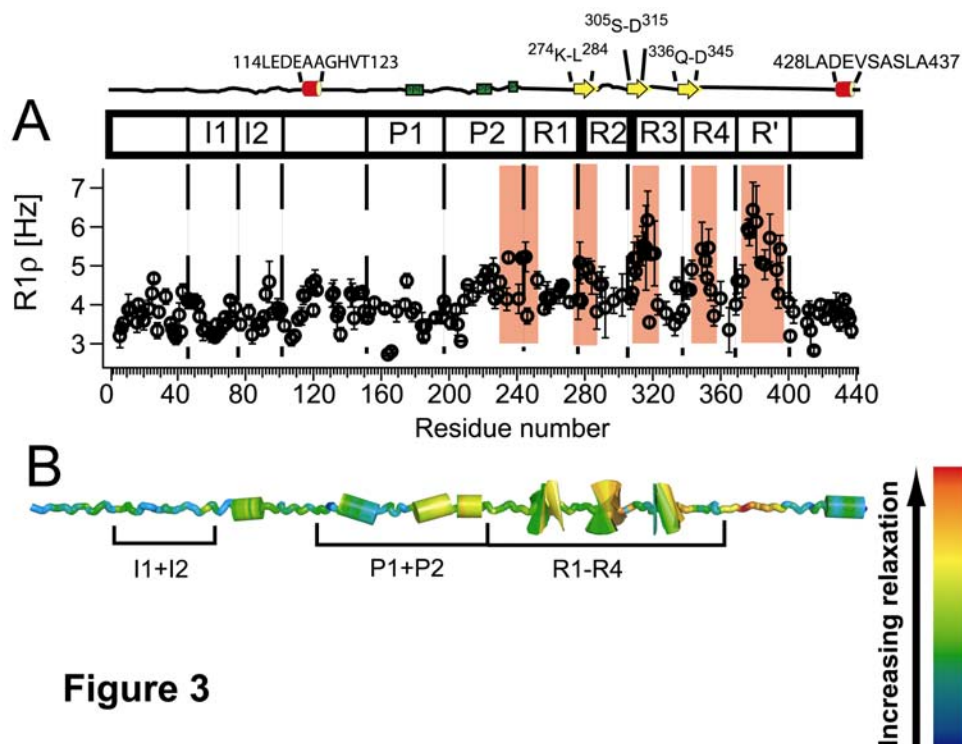 305S-D315
114LEDEAAGHVT123 274K-L284 336Q-D345 428LADEVSASLA437
A
I1 I2 P1 P2 R1 R2 R3 R4 R'
R1ρ [Hz]
7
6
5
4
3
0 40 80 120 160 200 240 280 320 360 400 440
Residue number
B
I1+I2 P1+P2 R1-R4
Increasing relaxation
Figure 3